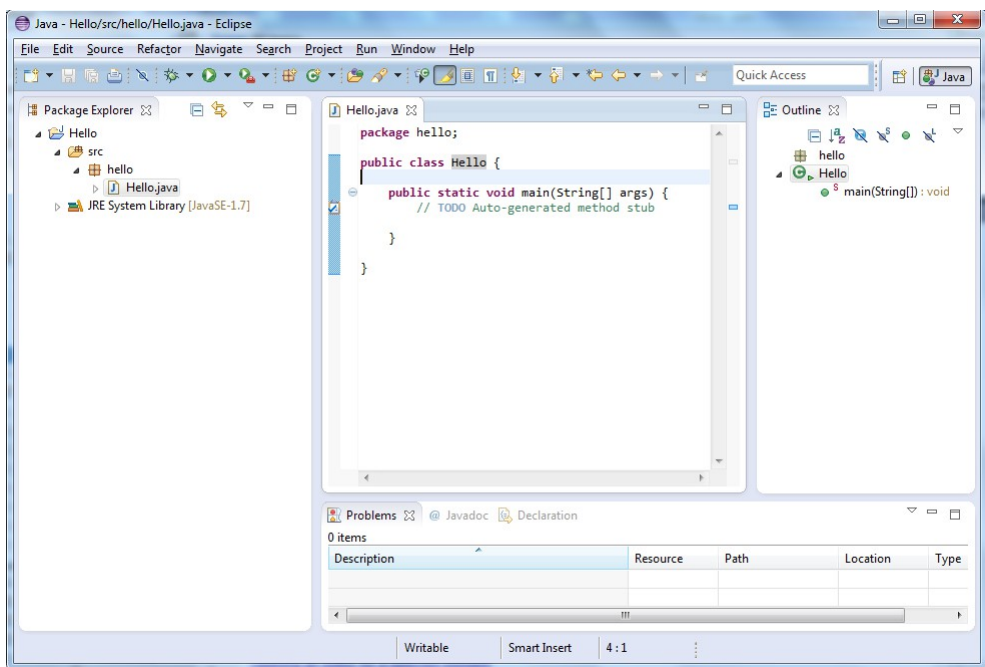 Java - Hello/src/hello/Hello.java - Eclipse
File Edit Source Refactor Navigate Search Project Run Window Help
Quick Access
Java
Package Explorer
Hello
src
hello
Hello.java
JRE System Library [JavaSE-1.7]
Hello.java
package hello;
public class Hello {
public static void main(String[] args) {
// TODO Auto-generated method stub
}
}
Outline
hello
Hello
main(String[]) : void
Problems @ Javadoc Declaration
0 items
Description Resource Path Location Type
Writable Smart Insert 4 : 1